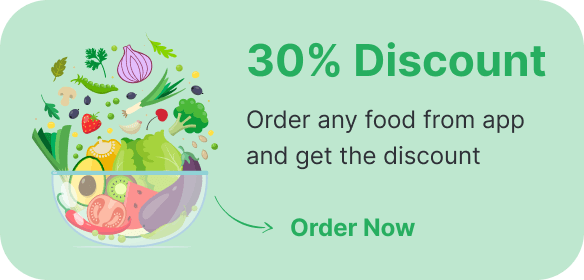 30% Discount
Order any food from app
and get the discount
Order Now